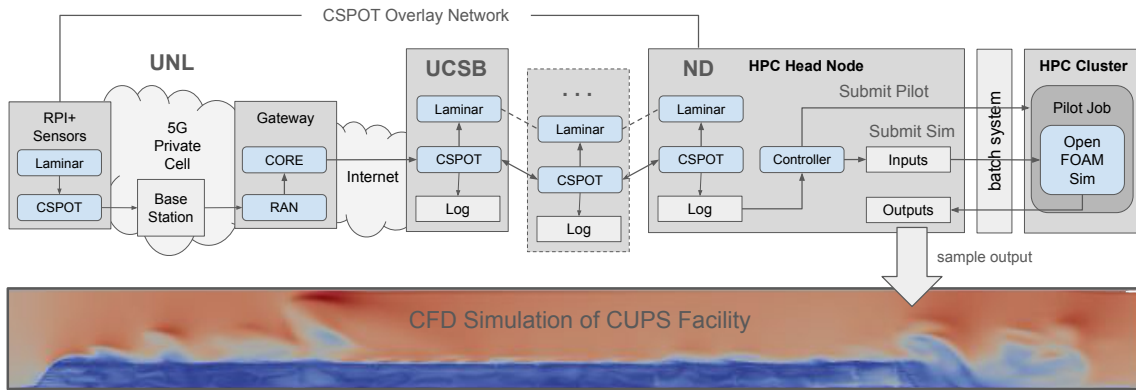 CSPOT Overlay Network
UNL
RPI+
Sensors
Laminar
CSPOT
5G
Private
Cell
Base
Station
Gateway
CORE
RAN
Internet
UCSB
Laminar
CSPOT
Log
...
Laminar
CSPOT
Log
ND
HPC Head Node
Laminar
CSPOT
Log
Submit Pilot
Submit Sim
Controller
Inputs
Outputs
batch system
HPC Cluster
Pilot Job
Open
FOAM
Sim
sample output
CFD Simulation of CUPS Facility